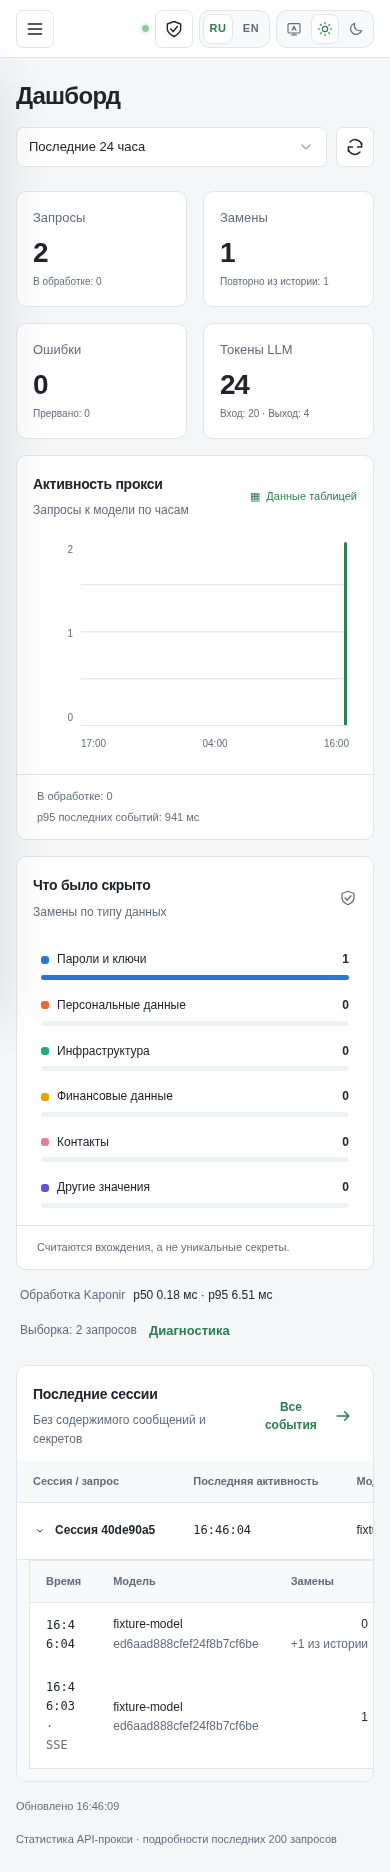 RU EN
Дашборд
Последние 24 часа
Запросы
2
В обработке: 0
Замены
1
Повторно из истории: 1
Ошибки
0
Прервано: 0
Токены LLM
24
Вход: 20 · Выход: 4
Активность прокси
Запросы к модели по часам
Данные таблицей
2
1
0
17:00 04:00 16:00
В обработке: 0
p95 последних событий: 941 мс
Что было скрыто
Замены по типу данных
Пароли и ключи 1
Персональные данные 0
Инфраструктура 0
Финансовые данные 0
Контакты 0
Другие значения 0
Считаются вхождения, а не уникальные секреты.
Обработка Kaponir p50 0.18 мс · p95 6.51 мс
Выборка: 2 запросов Диагностика
Последние сессии
Без содержимого сообщений и
секретов
Все
события
Сессия / запрос Последняя активность
Сессия 40de90a5 16:46:04
Время Модель Замены
16:4
6:04
fixture-model
ed6aad888cfef24f8b7cf6be
0
+1 из истории
16:4
6:03
·
SSE
fixture-model
ed6aad888cfef24f8b7cf6be
1
Обновлено 16:46:09
Статистика API-прокси · подробности последних 200 запросов